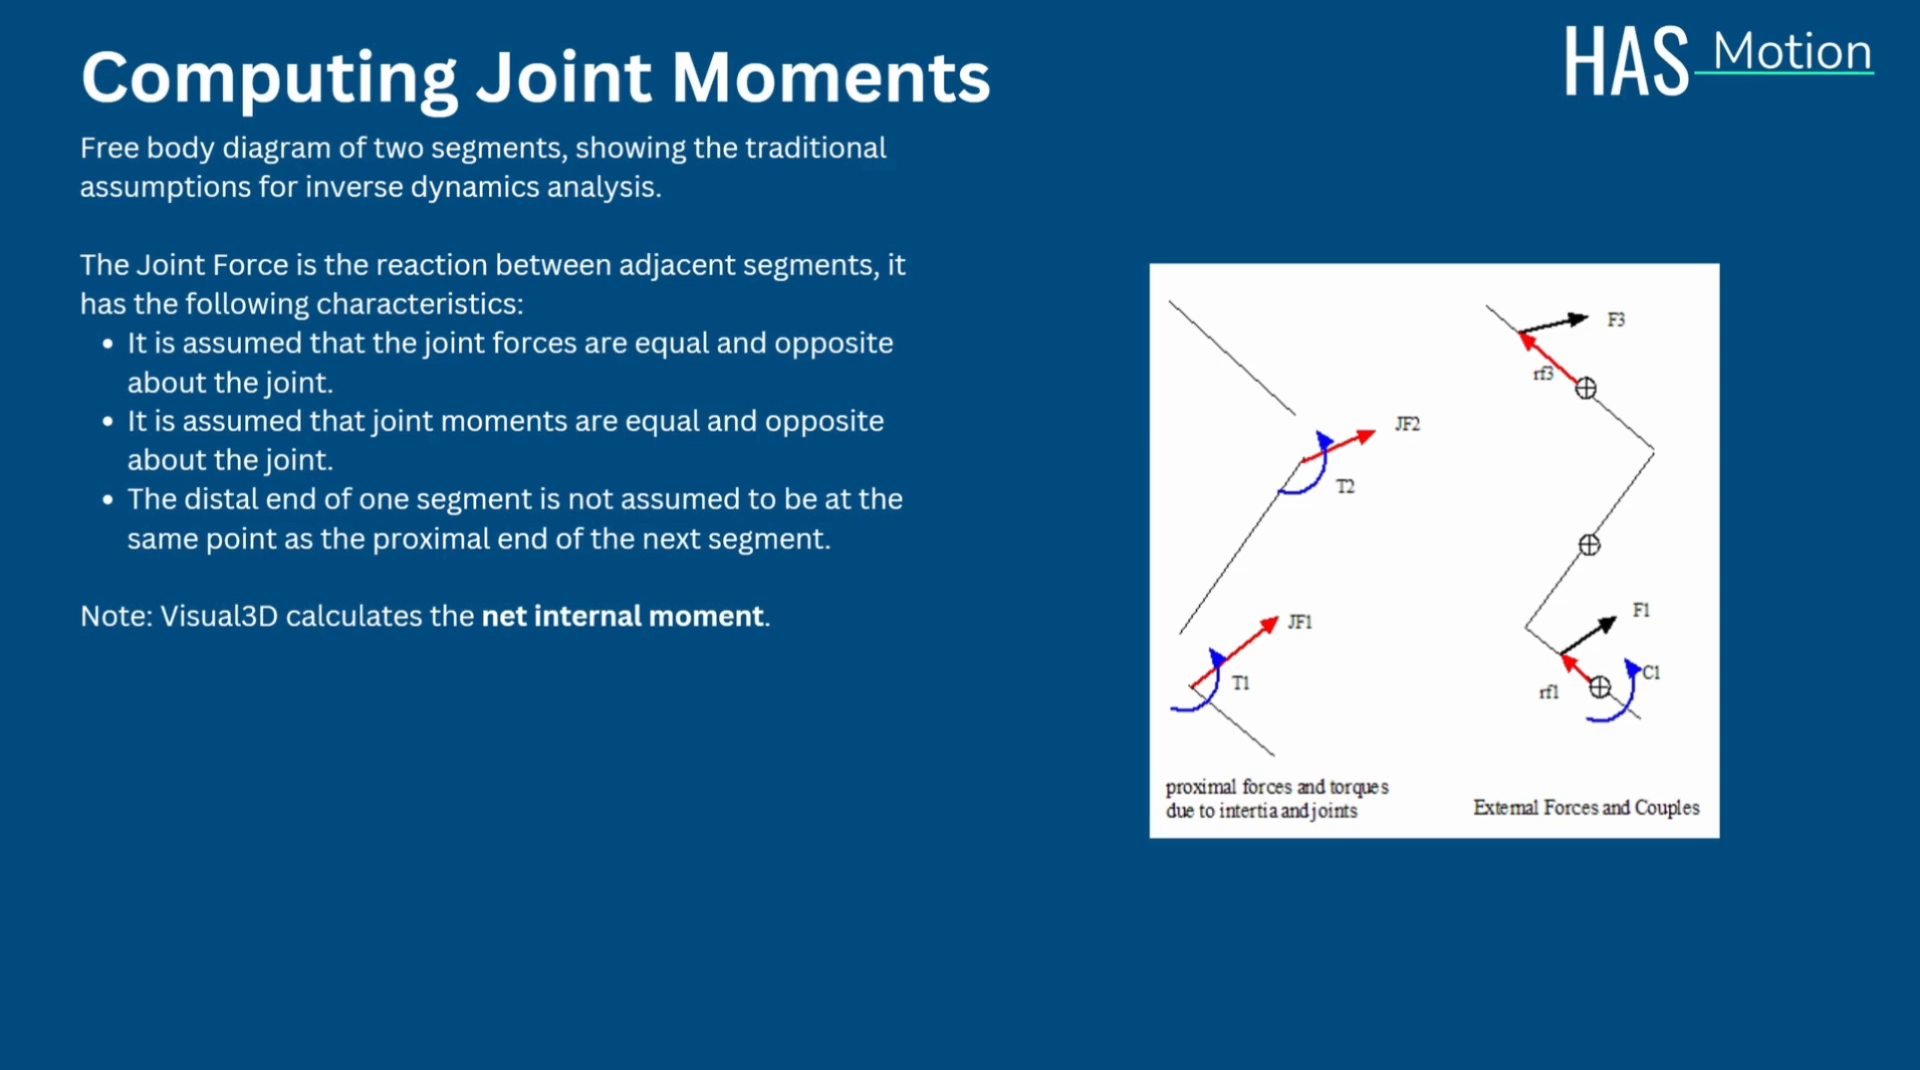 Computing Joint Moments
HAS Motion
Free body diagram of two segments, showing the traditional
assumptions for inverse dynamics analysis.
The Joint Force is the reaction between adjacent segments, it
has the following characteristics:
• It is assumed that the joint forces are equal and opposite
about the joint.
• It is assumed that joint moments are equal and opposite
about the joint.
• The distal end of one segment is not assumed to be at the
same point as the proximal end of the next segment.
Note: Visual3D calculates the net internal moment.
JF2
T2
JF1
T1
proximal forces and torques
due to intertia and joints
F3
rf3
F1
C1
rf1
External Forces and Couples